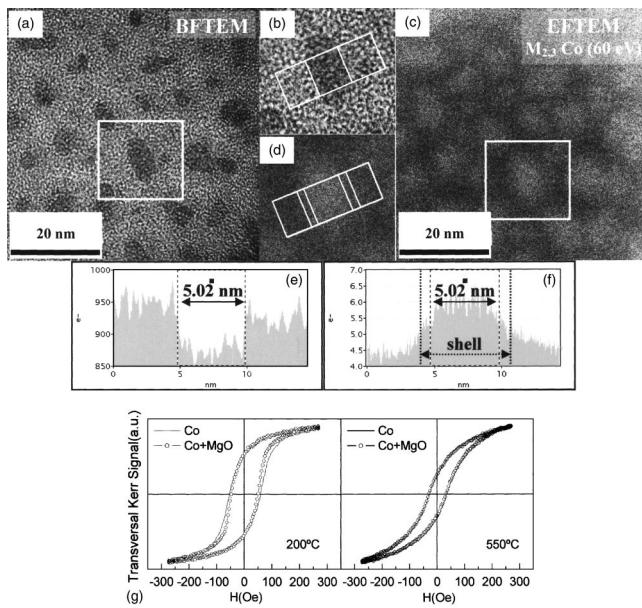 (a)
BFTEM
20 nm
(b)
(d)
(c)
EFTEM
M2,3 Co (60 eV)
20 nm
(e)
1000
950
900
850
e-
5.02 nm
0
5
10
nm
(f)
7.0
6.5
6.0
5.5
5.0
4.5
4.0
e-
5.02 nm
shell
0
5
10
nm
Transversal Kerr Signal(a.u.)
Co
Co+MgO
200ºC
-300 -200 -100 0 100 200 300
H(Oe)
Co
Co+MgO
550ºC
-300 -200 -100 0 100 200 300
H(Oe)
(g)